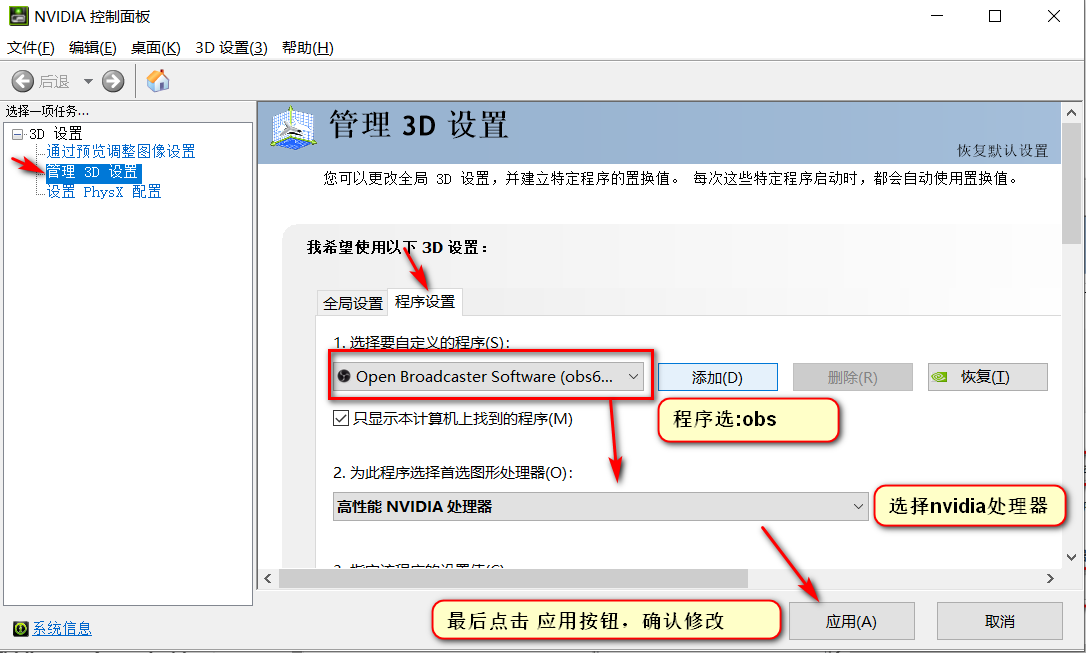 NVIDIA 控制面板
文件(F) 编辑(E) 桌面(K) 3D 设置(3) 帮助(H)
后退
选择一项任务...
3D 设置
通过预览调整图像设置
管理 3D 设置
设置 PhysX 配置
管理 3D 设置
恢复默认设置
您可以更改全局 3D 设置，并建立特定程序的置换值。 每次这些特定程序启动时，都会自动使用置换值。
我希望使用以下 3D 设置：
全局设置 程序设置
1. 选择要自定义的程序(S):
Open Broadcaster Software (obs6... 添加(D) 删除(R) 恢复(T)
只显示本计算机上找到的程序(M)
程序选:obs
2. 为此程序选择首选图形处理器(O):
高性能 NVIDIA 处理器
选择nvidia处理器
最后点击 应用按钮，确认修改
应用(A) 取消
系统信息